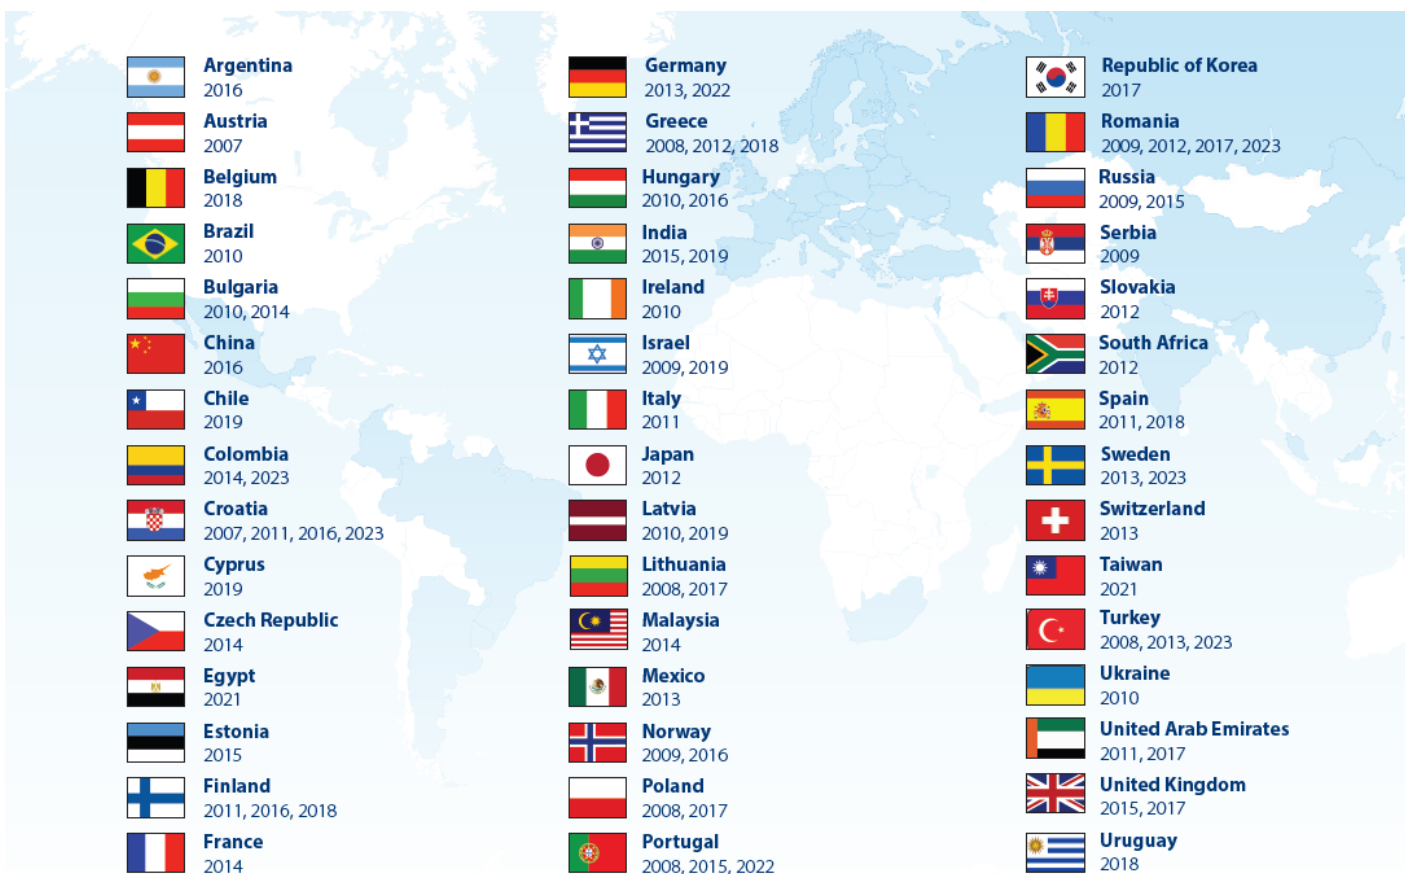 Argentina
2016
Austria
2007
Belgium
2018
Brazil
2010
Bulgaria
2010, 2014
China
2016
Chile
2019
Colombia
2014, 2023
Croatia
2007, 2011, 2016, 2023
Cyprus
2019
Czech Republic
2014
Egypt
2021
Estonia
2015
Finland
2011, 2016, 2018
France
2014
Germany
2013, 2022
Greece
2008, 2012, 2018
Hungary
2010, 2016
India
2015, 2019
Ireland
2010
Israel
2009, 2019
Italy
2011
Japan
2012
Latvia
2010, 2019
Lithuania
2008, 2017
Malaysia
2014
Mexico
2013
Norway
2009, 2016
Poland
2008, 2017
Portugal
2008, 2015, 2022
Republic of Korea
2017
Romania
2009, 2012, 2017, 2023
Russia
2009, 2015
Serbia
2009
Slovakia
2012
South Africa
2012
Spain
2011, 2018
Sweden
2013, 2023
Switzerland
2013
Taiwan
2021
Turkey
2008, 2013, 2023
Ukraine
2010
United Arab Emirates
2011, 2017
United Kingdom
2015, 2017
Uruguay
2018